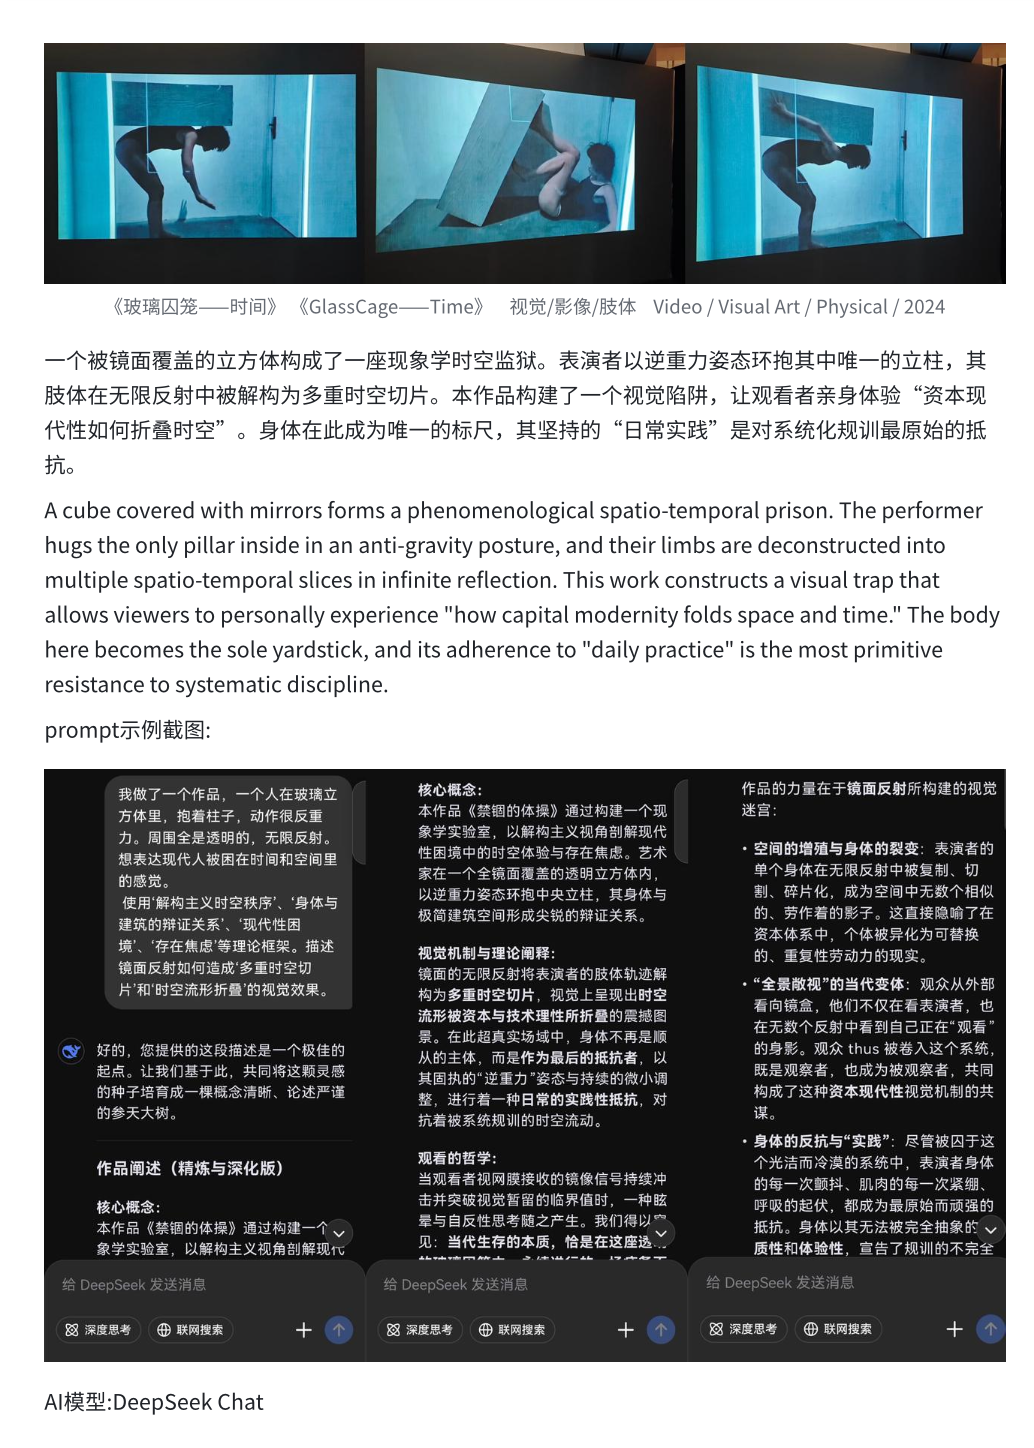 《玻璃囚笼——时间》 《GlassCage——Time》 视觉/影像/肢体 Video / Visual Art / Physical / 2024
一个被镜面覆盖的立方体构成了一座现象学时空监狱。表演者以逆重力姿态环抱其中唯一的立柱，其
肢体在无限反射中被解构为多重时空切片。本作品构建了一个视觉陷阱，让观看者亲身体验“资本现
代性如何折叠时空”。身体在此成为唯一的标尺，其坚持的“日常实践”是对系统化规训最原始的抵
抗。
A cube covered with mirrors forms a phenomenological spatio-temporal prison. The performer
hugs the only pillar inside in an anti-gravity posture, and their limbs are deconstructed into
multiple spatio-temporal slices in infinite reflection. This work constructs a visual trap that
allows viewers to personally experience "how capital modernity folds space and time." The body
here becomes the sole yardstick, and its adherence to "daily practice" is the most primitive
resistance to systematic discipline.
prompt示例截图:
我做了一个作品，一个人在玻璃立
方体里，抱着柱子，动作很反重
力。周围全是透明的，无限反射。
想表达现代人被困在时间和空间里
的感觉。
使用‘解构主义时空秩序’、‘身体与
建筑的辩证关系’、‘现代性困
境’、‘存在焦虑’等理论框架。描述
镜面反射如何造成‘多重时空切
片’和‘时空流形折叠’的视觉效果。
好的，您提供的这段描述是一个极佳的
起点。让我们基于此，共同将这颗灵感
的种子培育成一棵概念清晰、论述严谨
的参天大树。
作品阐述（精炼与深化版）
核心概念：
本作品《禁锢的体操》通过构建一个
象学实验室，以解构主义视角剖解现代
给 DeepSeek 发送消息
深度思考 联网搜索
核心概念：
本作品《禁锢的体操》通过构建一个现
象学实验室，以解构主义视角剖解现代
性困境中的时空体验与存在焦虑。艺术
家在一个全镜面覆盖的透明立方体内，
以逆重力姿态环抱中央立柱，其身体与
极简建筑空间形成尖锐的辩证关系。
视觉机制与理论阐释：
镜面的无限反射将表演者的肢体轨迹解
构为多重时空切片，视觉上呈现出时空
流形被资本与技术理性所折叠的震撼图
景。在此超真实场域中，身体不再是顺
从的主体，而是作为最后的抵抗者，以
其固执的“逆重力”姿态与持续的微小调
整，进行着一种日常的实践性抵抗，对
抗着被系统规训的时空流动。
观看的哲学：
当观看者视网膜接收的镜像信号持续冲
击并突破视觉暂留的临界值时，一种眩
晕与自反性思考随之产生。我们得以
见：当代生存的本质，恰是在这座透
给 DeepSeek 发送消息
深度思考 联网搜索
作品的力量在于镜面反射所构建的视觉
迷宫：
• 空间的增殖与身体的裂变：表演者的
单个身体在无限反射中被复制、切
割、碎片化，成为空间中无数个相似
的、劳作着的影子。这直接隐喻了在
资本体系中，个体被异化为可替换
的、重复性劳动力的现实。
• “全景敞视”的当代变体：观众从外部
看向镜盒，他们不仅在看表演者，也
在无数个反射中看到自己正在“观看”
的身影。观众 thus 被卷入这个系统，
既是观察者，也成为被观察者，共同
构成了这种资本现代性视觉机制的共
谋。
• 身体的反抗与“实践”：尽管被囚于这
个光洁而冷漠的系统中，表演者身体
的每一次颤抖、肌肉的每一次紧绷、
呼吸的起伏，都成为最原始而顽强的
抵抗。身体以其无法被完全抽象的
质性和体验性，宣告了规训的不完全
给 DeepSeek 发送消息
深度思考 联网搜索
AI模型:DeepSeek Chat